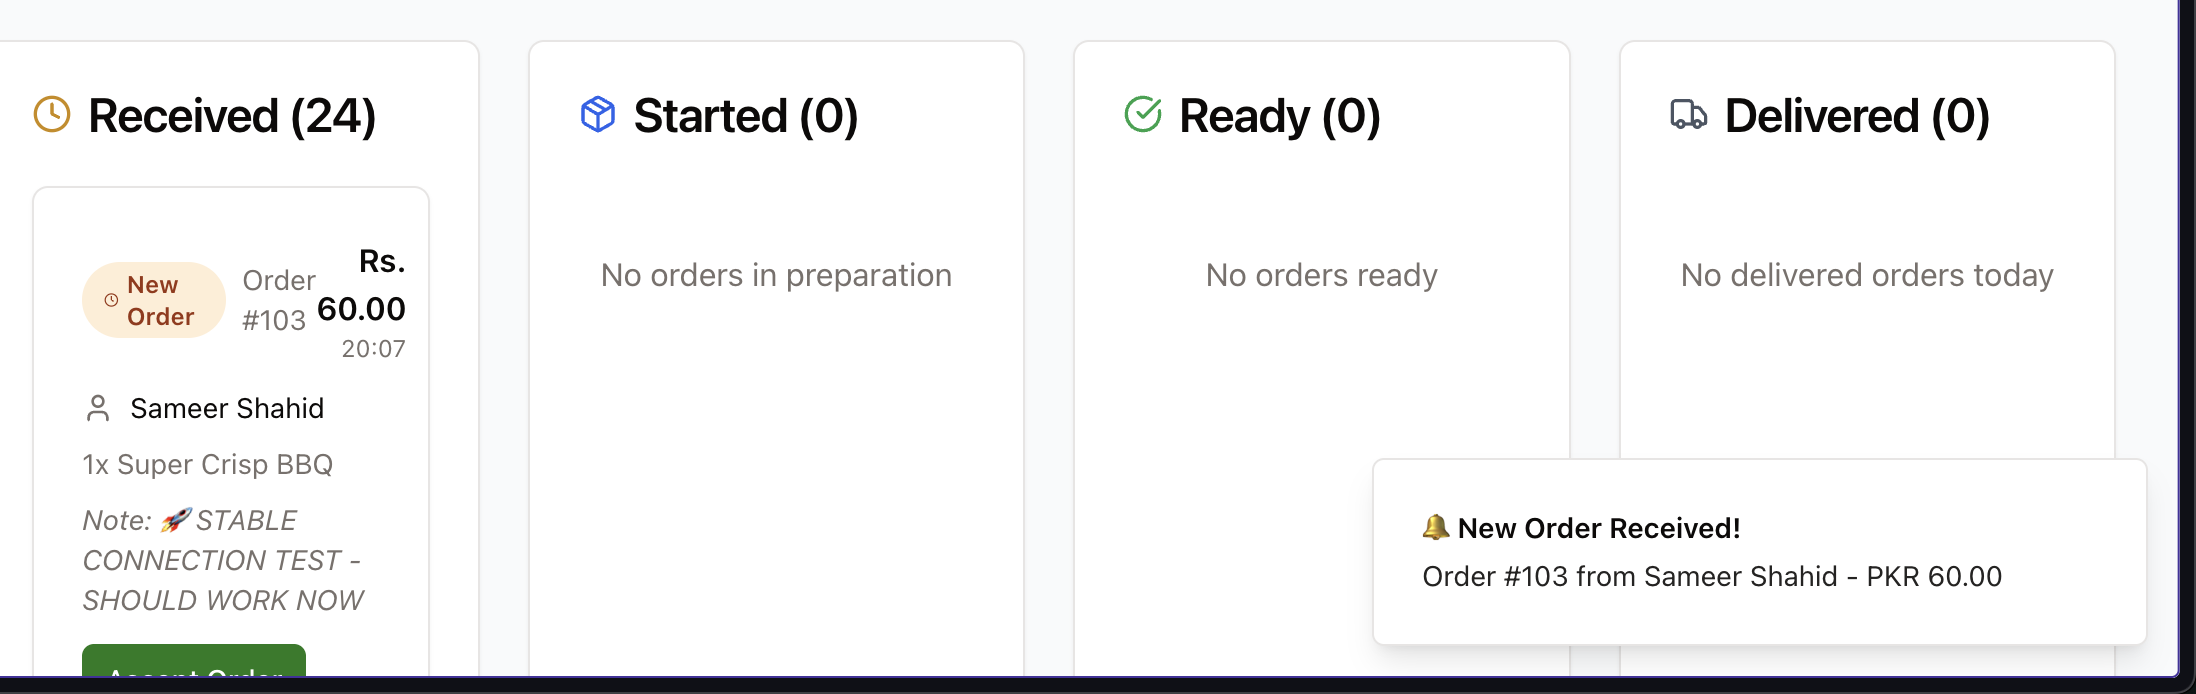 Received (24)
New
Order
Order
#103
Rs.
60.00
20:07
Sameer Shahid
1x Super Crisp BBQ
Note: 🚀 STABLE
CONNECTION TEST -
SHOULD WORK NOW
Accept Order
Started (0)
No orders in preparation
Ready (0)
No orders ready
Delivered (0)
No delivered orders today
🔔 New Order Received!
Order #103 from Sameer Shahid - PKR 60.00